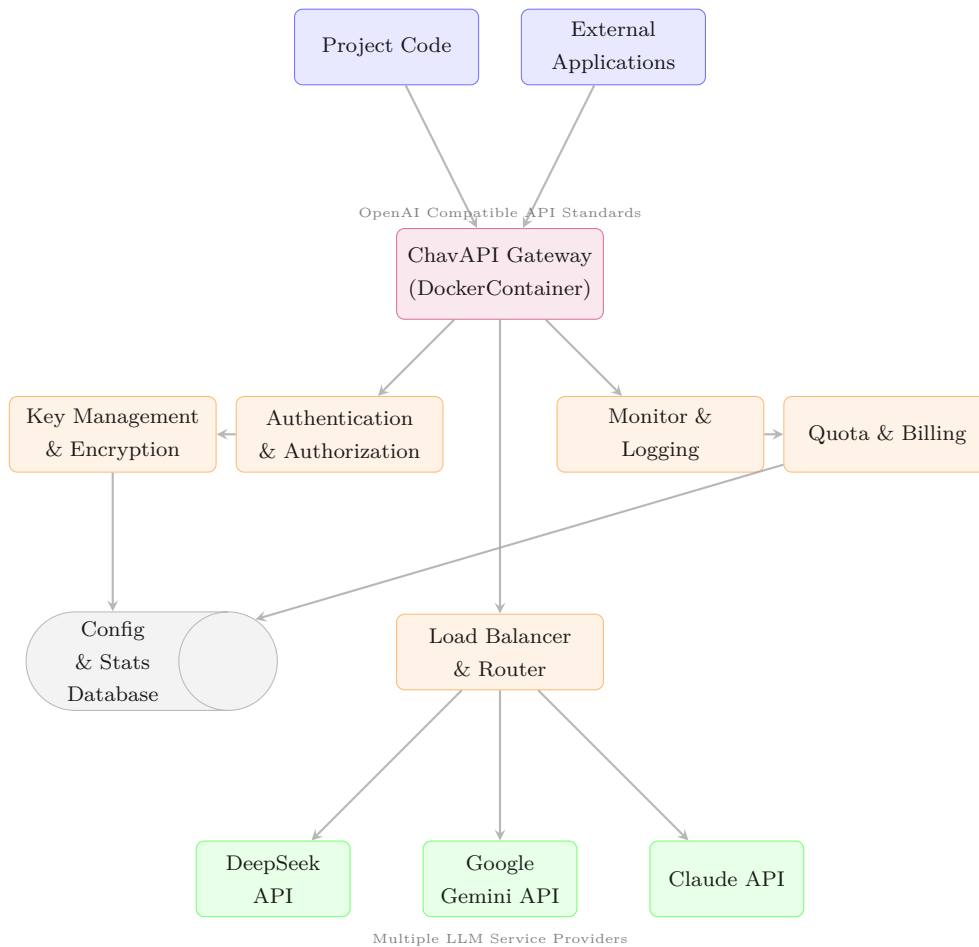 Project Code
External
Applications
OpenAI Compatible API Standards
ChavAPI Gateway
(DockerContainer)
Key Management
& Encryption
Authentication
& Authorization
Monitor &
Logging
Quota & Billing
Config
& Stats
Database
Load Balancer
& Router
DeepSeek
API
Google
Gemini API
Claude API
Multiple LLM Service Providers